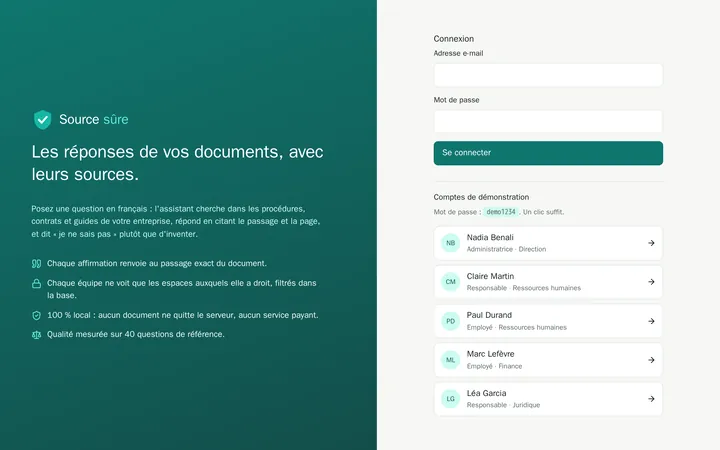 Source sûre
Les réponses de vos documents, avec
leurs sources.
Posez une question en français : l'assistant cherche dans les procédures,
contrats et guides de votre entreprise, répond en citant le passage et la page,
et dit « je ne sais pas » plutôt que d'inventer.
Chaque affirmation renvoie au passage exact du document.
Chaque équipe ne voit que les espaces auxquels elle a droit, filtrés dans
la base.
100 % local : aucun document ne quitte le serveur, aucun service payant.
Qualité mesurée sur 40 questions de référence.
Connexion
Adresse e-mail
Mot de passe
Se connecter
Comptes de démonstration
Mot de passe : demo1234 . Un clic suffit.
NB
Nadia Benali
Administratrice · Direction
CM
Claire Martin
Responsable · Ressources humaines
PD
Paul Durand
Employé · Ressources humaines
ML
Marc Lefèvre
Employé · Finance
LG
Léa Garcia
Responsable · Juridique